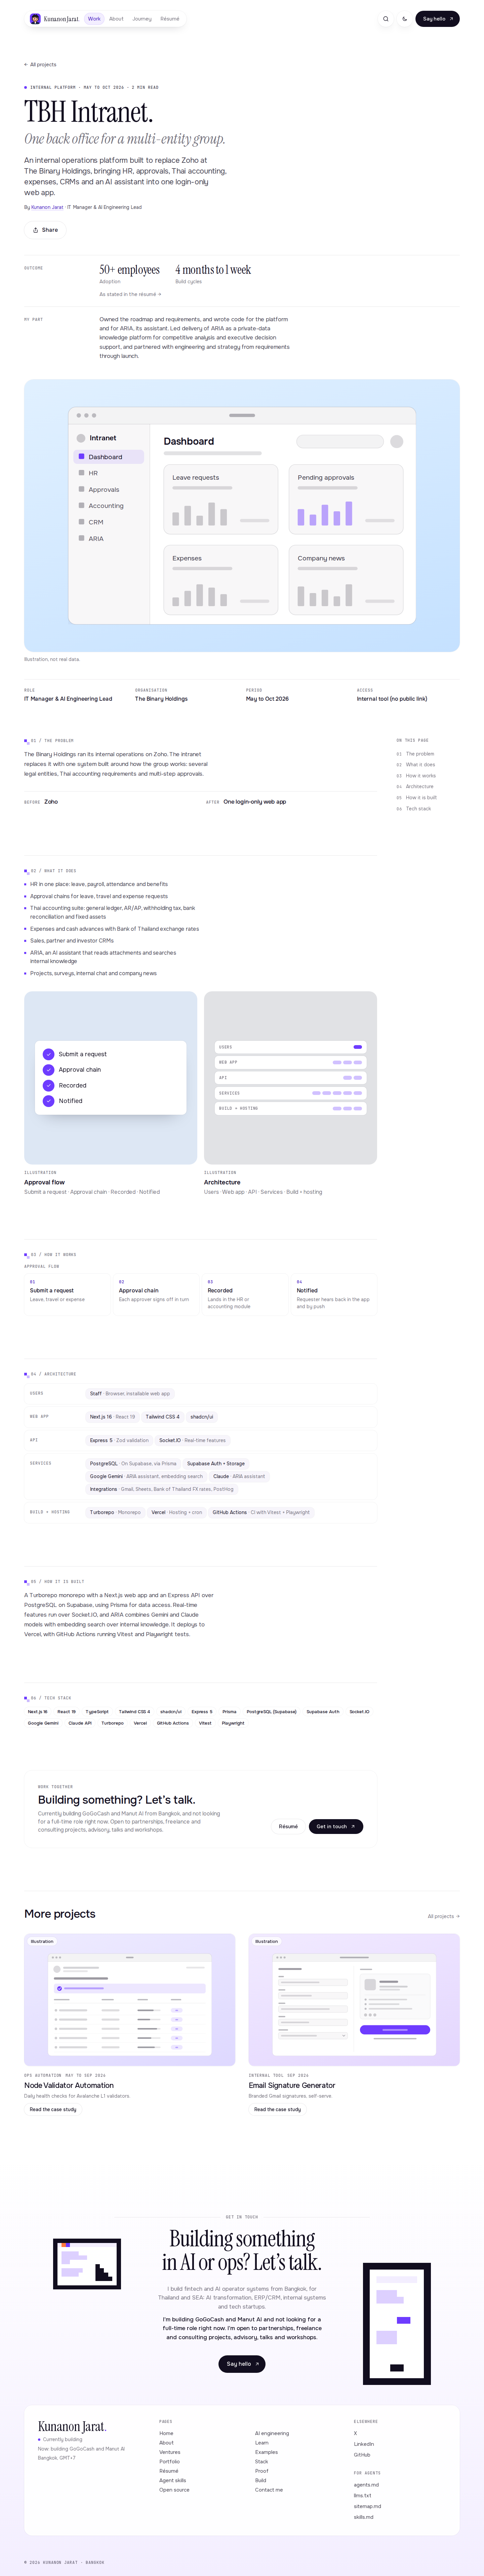 Kunanon Jarat Work About Journey Résumé Say hello
← All projects
INTERNAL PLATFORM · MAY TO OCT 2026 · 2 MIN READ
TBH Intranet.
One back office for a multi-entity group.
An internal operations platform built to replace Zoho at
The Binary Holdings, bringing HR, approvals, Thai accounting,
expenses, CRMs and an AI assistant into one login-only
web app.
By Kunanon Jarat · IT Manager & AI Engineering Lead
Share
OUTCOME
50+ employees 4 months to 1 week
Adoption Build cycles
As stated in the résumé →
MY PART
Owned the roadmap and requirements, and wrote code for the platform
and for ARIA, its assistant. Led delivery of ARIA as a private-data
knowledge platform for competitive analysis and executive decision
support, and partnered with engineering and strategy from requirements
through launch.
Intranet
Dashboard
HR
Approvals
Accounting
CRM
ARIA
Dashboard
Leave requests
Pending approvals
Expenses
Company news
Illustration, not real data.
ROLE ORGANISATION PERIOD ACCESS
IT Manager & AI Engineering Lead The Binary Holdings May to Oct 2026 Internal tool (no public link)
01 / THE PROBLEM
The Binary Holdings ran its internal operations on Zoho. The intranet
replaces it with one system built around how the group works: several
legal entities, Thai accounting requirements and multi-step approvals.
BEFORE Zoho AFTER One login-only web app
ON THIS PAGE
01 The problem
02 What it does
03 How it works
04 Architecture
05 How it is built
06 Tech stack
02 / WHAT IT DOES
HR in one place: leave, payroll, attendance and benefits
Approval chains for leave, travel and expense requests
Thai accounting suite: general ledger, AR/AP, withholding tax, bank
reconciliation and fixed assets
Expenses and cash advances with Bank of Thailand exchange rates
Sales, partner and investor CRMs
ARIA, an AI assistant that reads attachments and searches
internal knowledge
Projects, surveys, internal chat and company news
Submit a request
Approval chain
Recorded
Notified
USERS
WEB APP
API
SERVICES
BUILD + HOSTING
ILLUSTRATION
Approval flow
Submit a request · Approval chain · Recorded · Notified
ILLUSTRATION
Architecture
Users · Web app · API · Services · Build + hosting
03 / HOW IT WORKS
APPROVAL FLOW
01
Submit a request
Leave, travel or expense
02
Approval chain
Each approver signs off in turn
03
Recorded
Lands in the HR or
accounting module
04
Notified
Requester hears back in the app
and by push
04 / ARCHITECTURE
USERS Staff · Browser, installable web app
WEB APP Next.js 16 · React 19 Tailwind CSS 4 shadcn/ui
API Express 5 · Zod validation Socket.IO · Real-time features
SERVICES PostgreSQL · On Supabase, via Prisma Supabase Auth + Storage
Google Gemini · ARIA assistant, embedding search Claude · ARIA assistant
Integrations · Gmail, Sheets, Bank of Thailand FX rates, PostHog
BUILD + HOSTING Turborepo · Monorepo Vercel · Hosting + cron GitHub Actions · CI with Vitest + Playwright
05 / HOW IT IS BUILT
A Turborepo monorepo with a Next.js web app and an Express API over
PostgreSQL on Supabase, using Prisma for data access. Real-time
features run over Socket.IO, and ARIA combines Gemini and Claude
models with embedding search over internal knowledge. It deploys to
Vercel, with GitHub Actions running Vitest and Playwright tests.
06 / TECH STACK
Next.js 16 React 19 TypeScript Tailwind CSS 4 shadcn/ui Express 5 Prisma PostgreSQL (Supabase) Supabase Auth Socket.IO
Google Gemini Claude API Turborepo Vercel GitHub Actions Vitest Playwright
WORK TOGETHER
Building something? Let's talk.
Currently building GoGoCash and Manut AI from Bangkok, and not looking
for a full-time role right now. Open to partnerships, freelance and
consulting projects, advisory, talks and workshops.
Résumé Get in touch
More projects
All projects →
Illustration
OPS AUTOMATION MAY TO SEP 2026
Node Validator Automation
Daily health checks for Avalanche L1 validators.
Read the case study
Illustration
INTERNAL TOOL SEP 2026
Email Signature Generator
Branded Gmail signatures, self-serve.
Read the case study
GET IN TOUCH
Building something
in AI or ops? Let's talk.
I build fintech and AI operator systems from Bangkok, for
Thailand and SEA: AI transformation, ERP/CRM, internal systems
and tech startups.
I'm building GoGoCash and Manut AI and not looking for a
full-time role right now. I'm open to partnerships, freelance
and consulting projects, advisory, talks and workshops.
Say hello
Kunanon Jarat.
Currently building
Now: building GoGoCash and Manut AI
Bangkok, GMT+7
PAGES
Home
About
Ventures
Portfolio
Résumé
Agent skills
Open source
AI engineering
Learn
Examples
Stack
Proof
Build
Contact me
ELSEWHERE
X
LinkedIn
GitHub
FOR AGENTS
agents.md
llms.txt
sitemap.md
skills.md
© 2026 KUNANON JARAT · BANGKOK